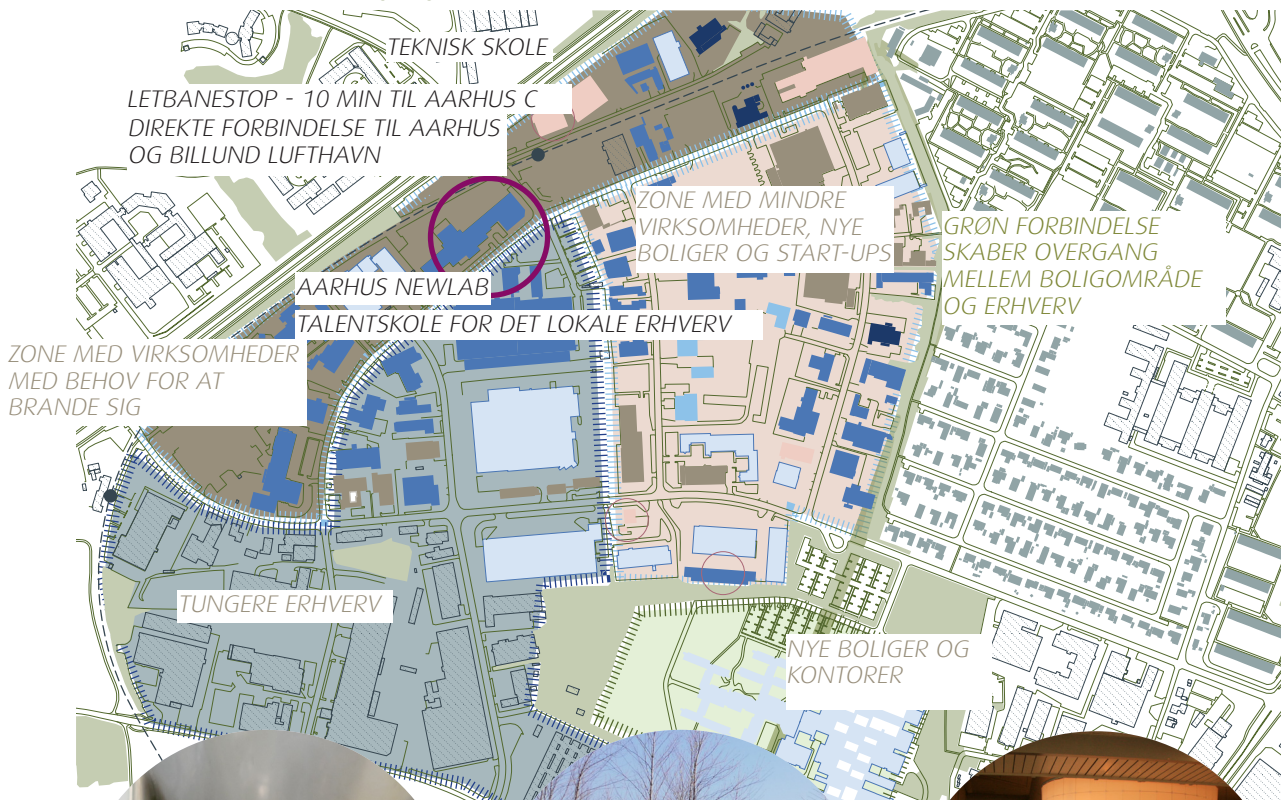 TEKNISK SKOLE
LETBANESTOP - 10 MIN TIL AARHUS C
DIREKTE FORBINDELSE TIL AARHUS
OG BILLUND LUFTHAVN
ZONE MED MINDRE
VIRKSOMHEDER, NYE
BOLIGER OG START-UPS
GRØN FORBINDELSE
SKABER OVERGANG
MELLEM BOLIGOMRÅDE
OG ERHVERV
AARHUS NEWLAB
TALENTSKOLE FOR DET LOKALE ERHVERV
ZONE MED VIRKSOMHEDER
MED BEHOV FOR AT
BRANDE SIG
TUNGERE ERHVERV
NYE BOLIGER OG
KONTORER